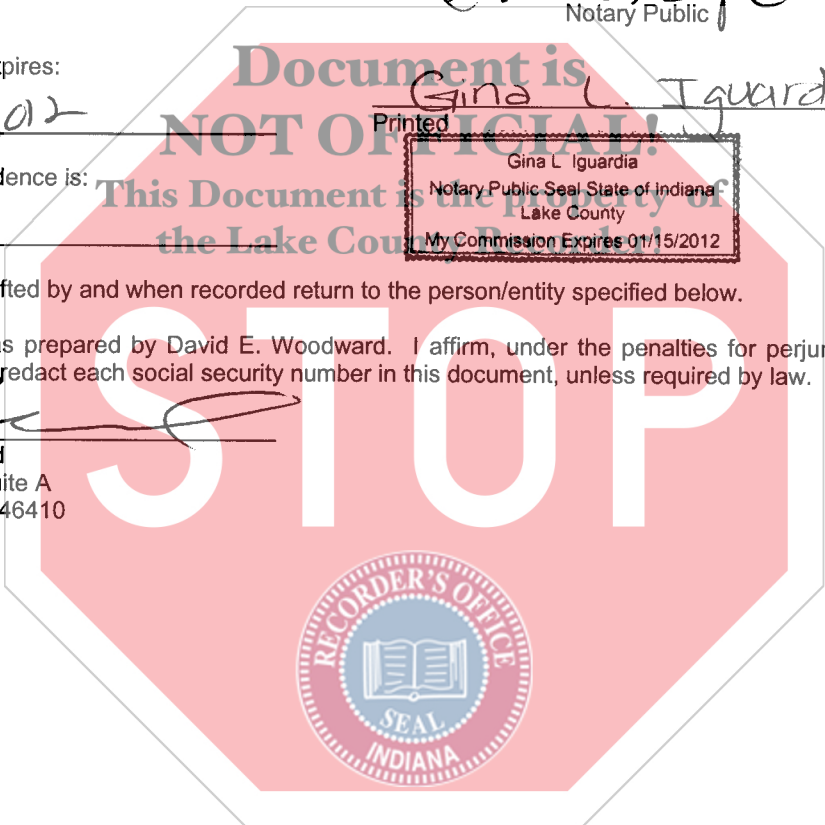 Notary Public
pires:
Document is
Gina L. Iguard
Printed
NOT OFFICIAL!
Gina L Iguardia
dence is:
This Document is the property of
Notary Public Seal State of Indiana
Lake County
the Lake County Recorder!
My Commission Expires 01/15/2012
fted by and when recorded return to the person/entity specified below.
s prepared by David E. Woodward. I affirm, under the penalties for perjur
redact each social security number in this document, unless required by law.
STOP
ite A
46410
RECORDER'S OFFICE
SEAL
INDIANA